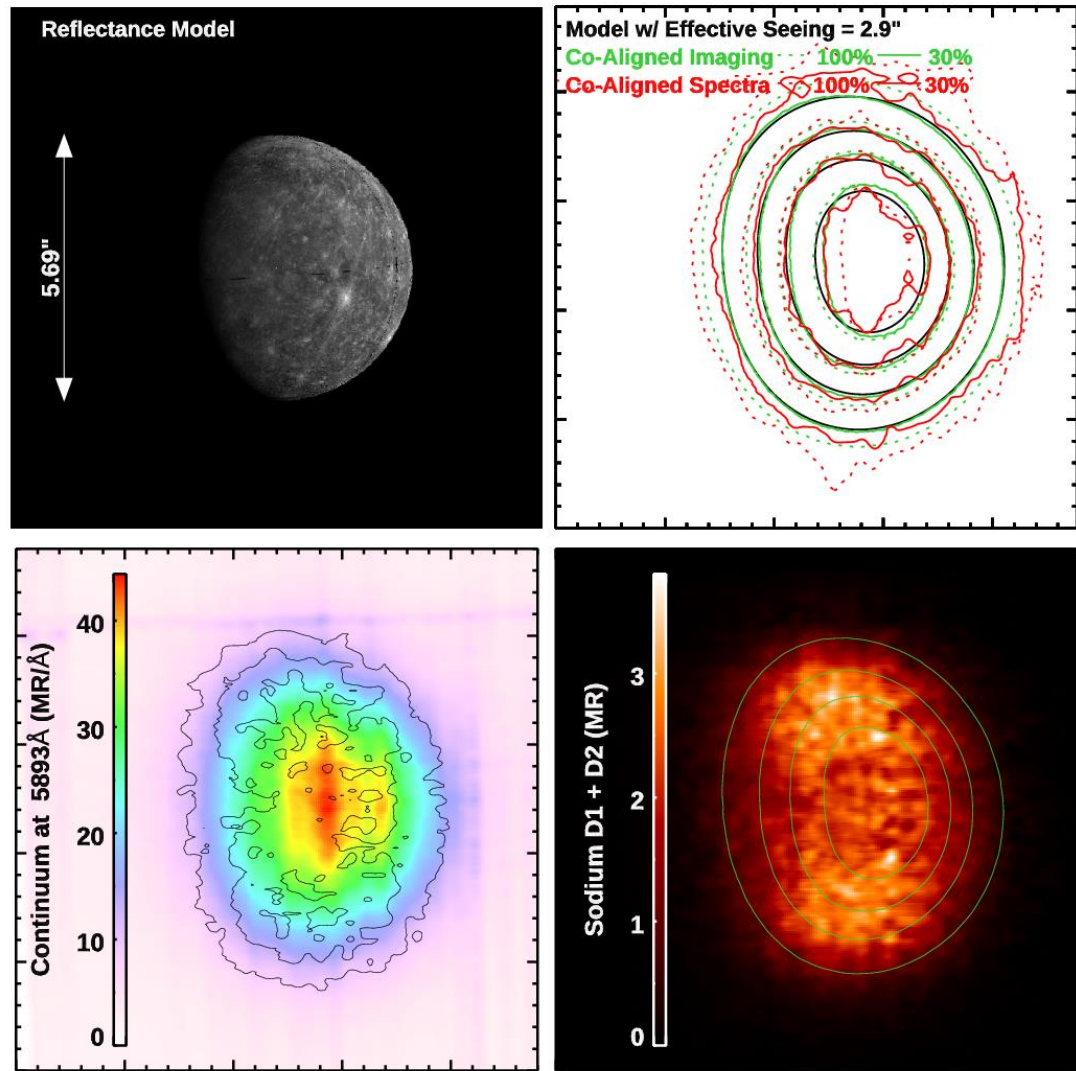 Reflectance Model
5.69"
Model w/ Effective Seeing = 2.9"
Co-Aligned Imaging 100% 30%
Co-Aligned Spectra 100% 30%
Continuum at 5893Å (MR/Å)
40
30
20
10
0
Sodium D1 + D2 (MR)
3
2
1
0